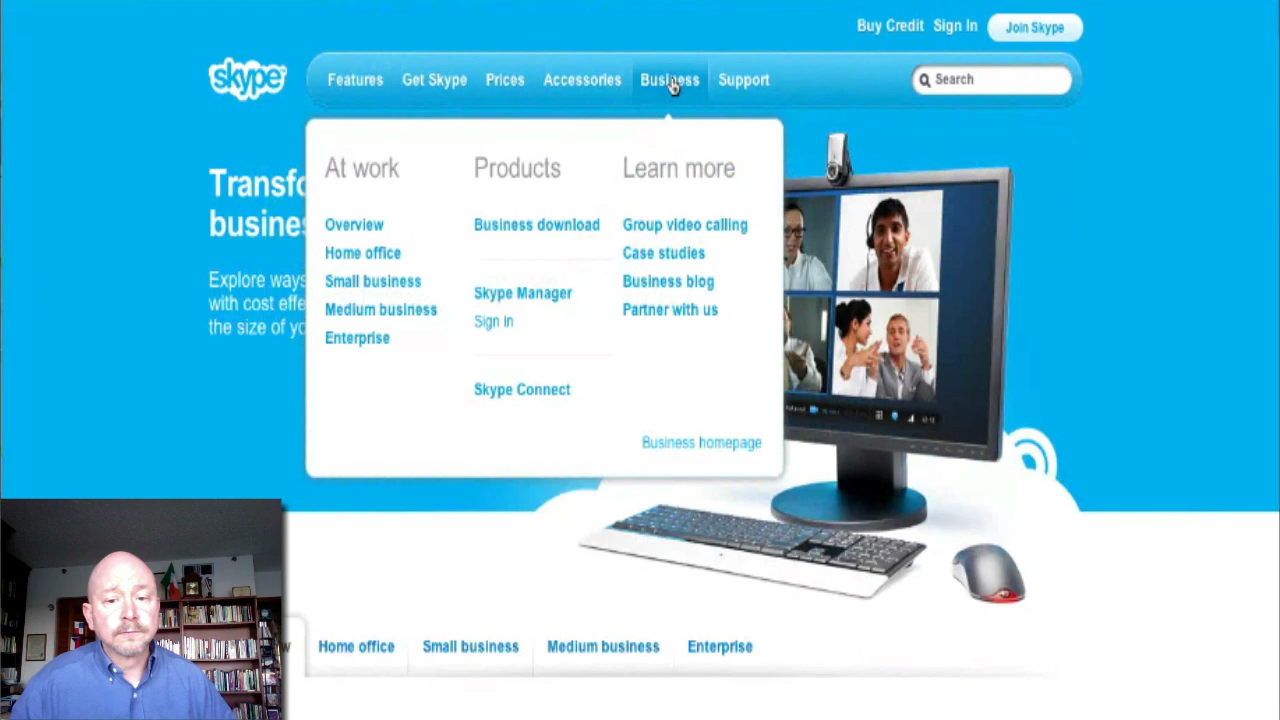 Buy Credit Sign In Join Skype
skype
Features Get Skype Prices Accessories Business Support Search
At work
Overview
Home office
Small business
Medium business
Enterprise
Products
Business download
Skype Manager
Sign in
Skype Connect
Learn more
Group video calling
Case studies
Business blog
Partner with us
Business homepage
Transfo
busines
Explore ways
with cost effe
the size of yo
Home office Small business Medium business Enterprise